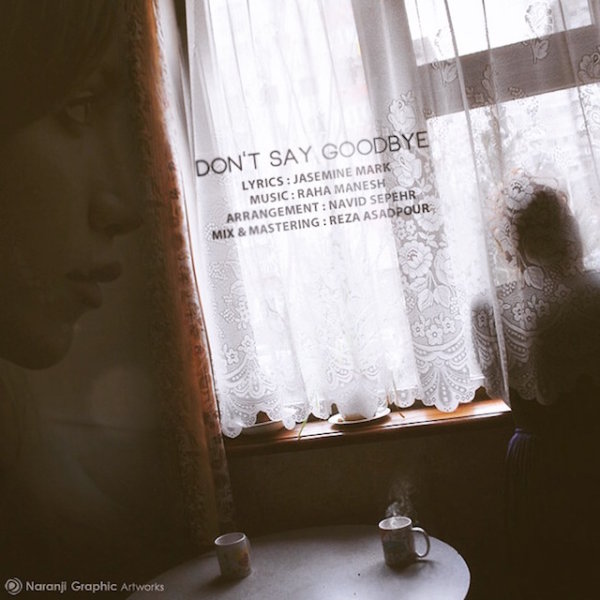 DON'T SAY GOODBYE
LYRICS : JASEMINE MARK
MUSIC : RAHA MANESH
ARRANGEMENT : NAVID SEPEHR
MIX & MASTERING : REZA ASADPOUR
Naranji Graphic Artworks